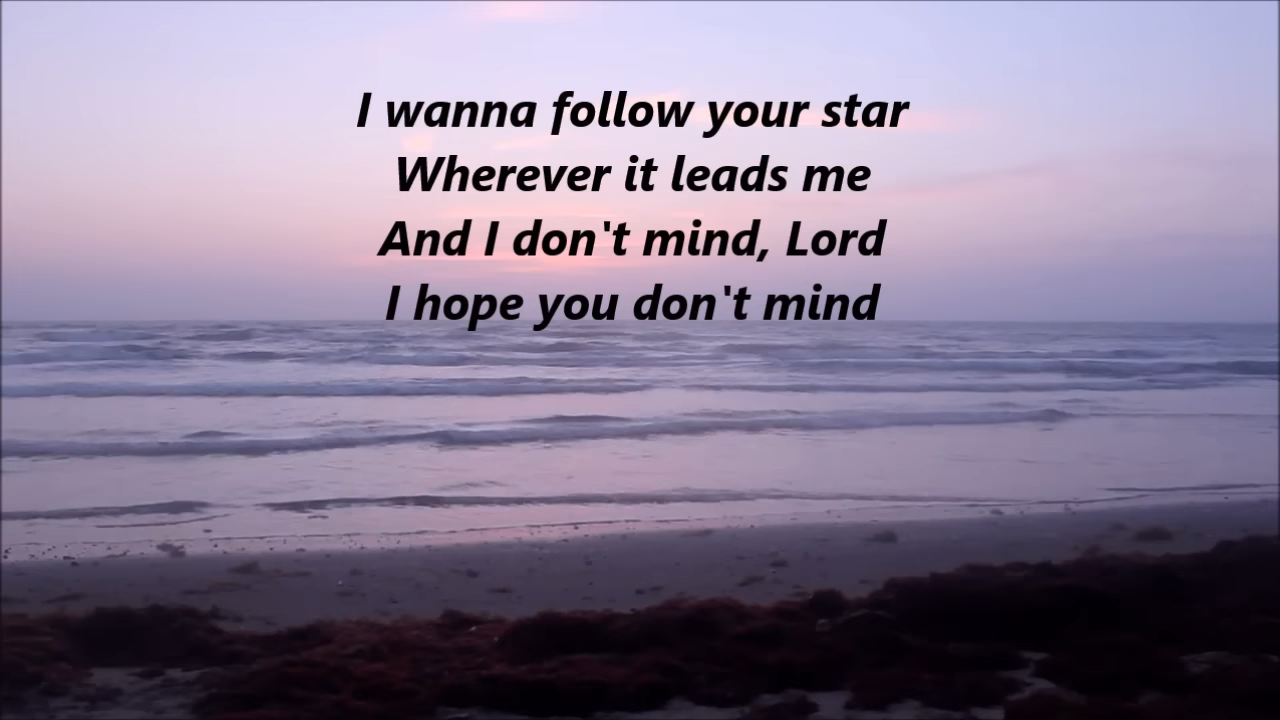 I wanna follow your star
Wherever it leads me
And I don't mind, Lord
I hope you don't mind